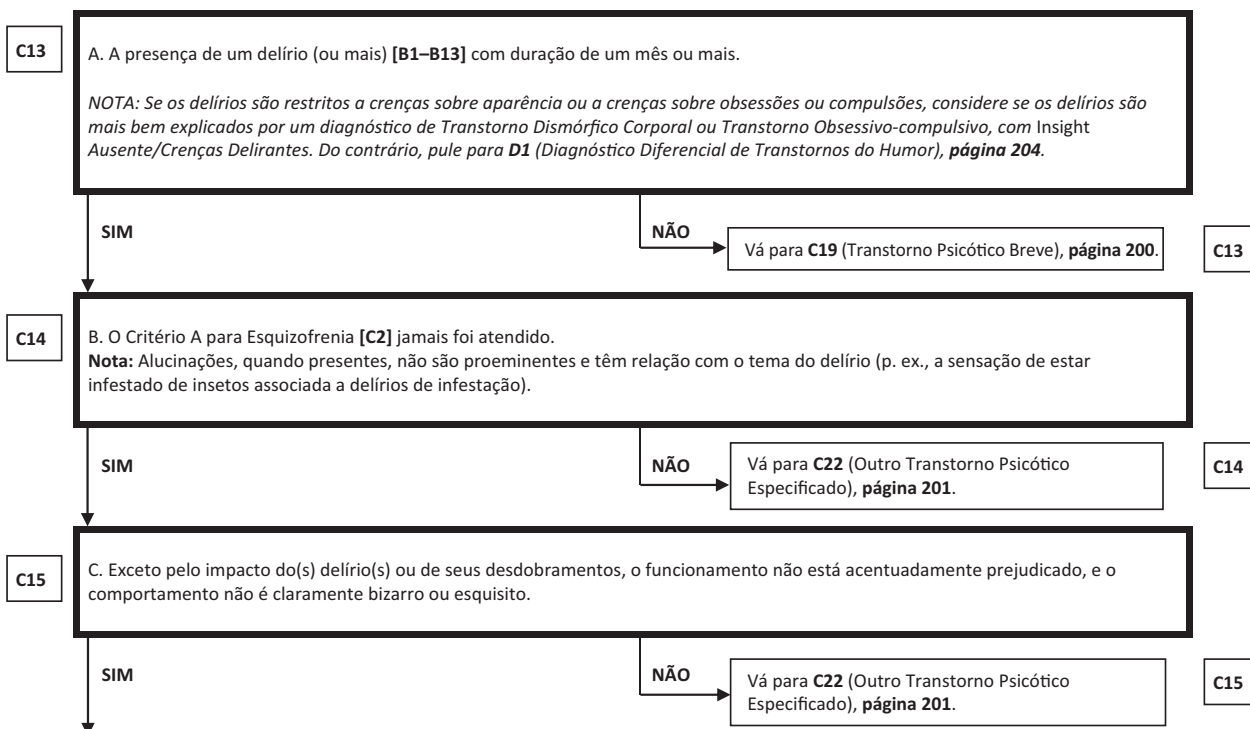 C13
A. A presença de um delírio (ou mais) [B1–B13] com duração de um mês ou mais.
NOTA: Se os delírios são restritos a crenças sobre aparência ou a crenças sobre obsessões ou compulsões, considere se os delírios são
mais bem explicados por um diagnóstico de Transtorno Dismórfico Corporal ou Transtorno Obsessivo-compulsivo, com Insight
Ausente/Crenças Delirantes. Do contrário, pule para D1 (Diagnóstico Diferencial de Transtornos do Humor), página 204.
SIM
NÃO
Vá para C19 (Transtorno Psicótico Breve), página 200.
C13
C14
B. O Critério A para Esquizofrenia [C2] jamais foi atendido.
Nota: Alucinações, quando presentes, não são proeminentes e têm relação com o tema do delírio (p. ex., a sensação de estar
infestado de insetos associada a delírios de infestação).
SIM
NÃO
Vá para C22 (Outro Transtorno Psicótico
Especificado), página 201.
C14
C15
C. Exceto pelo impacto do(s) delírio(s) ou de seus desdobramentos, o funcionamento não está acentuadamente prejudicado, e o
comportamento não é claramente bizarro ou esquisito.
SIM
NÃO
Vá para C22 (Outro Transtorno Psicótico
Especificado), página 201.
C15